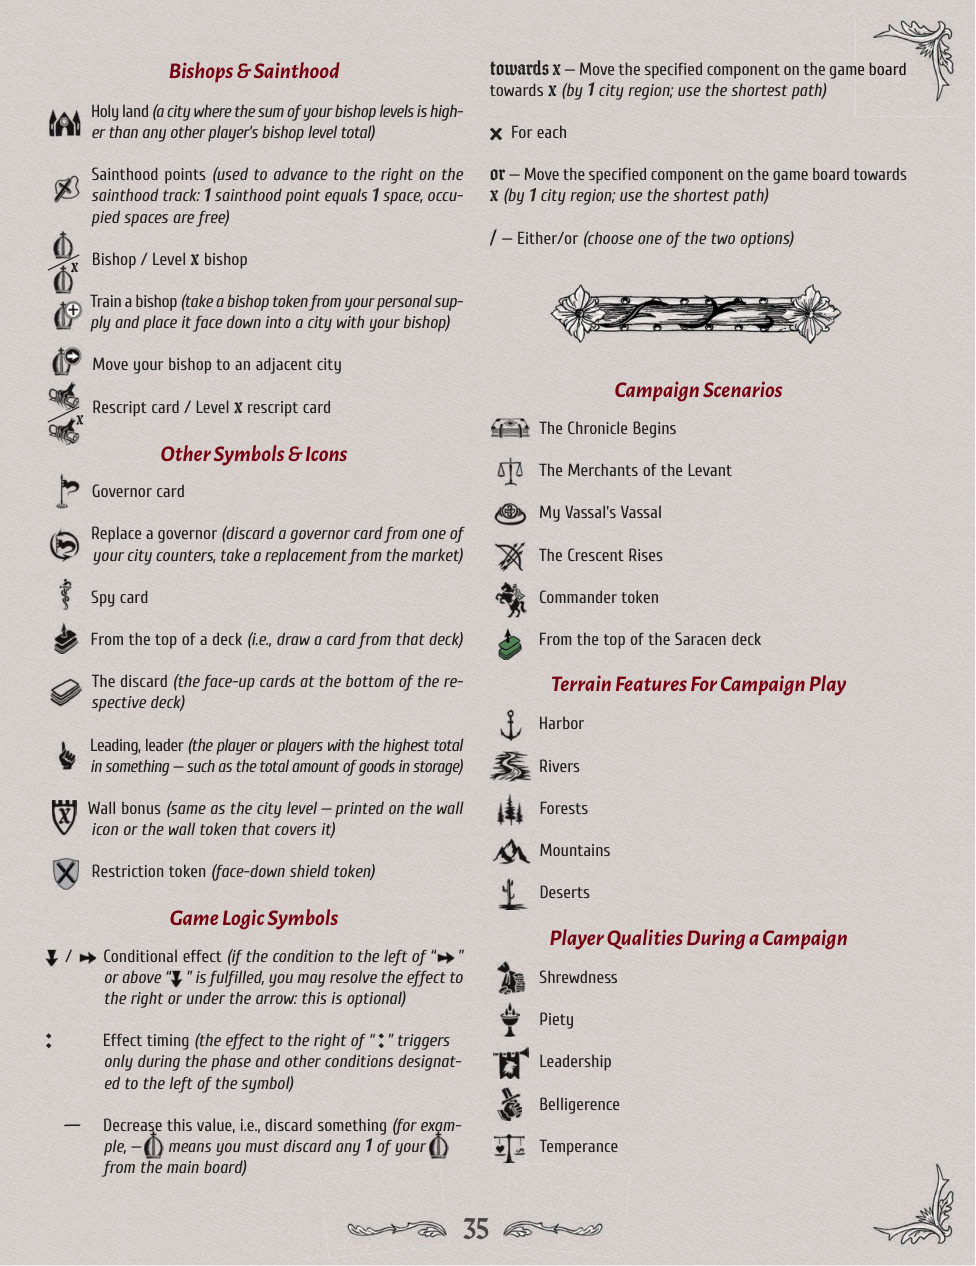 Bishops & Sainthood
Holy land (a city where the sum of your bishop levels is high-
er than any other player's bishop level total)
Sainthood points (used to advance to the right on the
sainthood track: 1 sainthood point equals 1 space, occu-
pied spaces are free)
x
Bishop / Level x bishop
Train a bishop (take a bishop token from your personal sup-
ply and place it face down into a city with your bishop)
Move your bishop to an adjacent city
x
Rescript card / Level x rescript card
Other Symbols & Icons
Governor card
Replace a governor (discard a governor card from one of
your city counters, take a replacement from the market)
Spy card
From the top of a deck (i.e., draw a card from that deck)
The discard (the face-up cards at the bottom of the re-
spective deck)
Leading, leader (the player or players with the highest total
in something — such as the total amount of goods in storage)
x
Wall bonus (same as the city level — printed on the wall
icon or the wall token that covers it)
Restriction token (face-down shield token)
Game Logic Symbols
/ Conditional effect (if the condition to the left of “ ”
or above “ ” is fulfilled, you may resolve the effect to
the right or under the arrow: this is optional)
: Effect timing (the effect to the right of “:” triggers
only during the phase and other conditions designat-
ed to the left of the symbol)
— Decrease this value, i.e., discard something (for exam-
ple, — means you must discard any 1 of your
from the main board)
towards x — Move the specified component on the game board
towards x (by 1 city region; use the shortest path)
x For each
or — Move the specified component on the game board towards
x (by 1 city region; use the shortest path)
/ — Either/or (choose one of the two options)
Campaign Scenarios
The Chronicle Begins
The Merchants of the Levant
My Vassal's Vassal
The Crescent Rises
Commander token
From the top of the Saracen deck
Terrain Features For Campaign Play
Harbor
Rivers
Forests
Mountains
Deserts
Player Qualities During a Campaign
Shrewdness
Piety
Leadership
Belligerence
Temperance
35